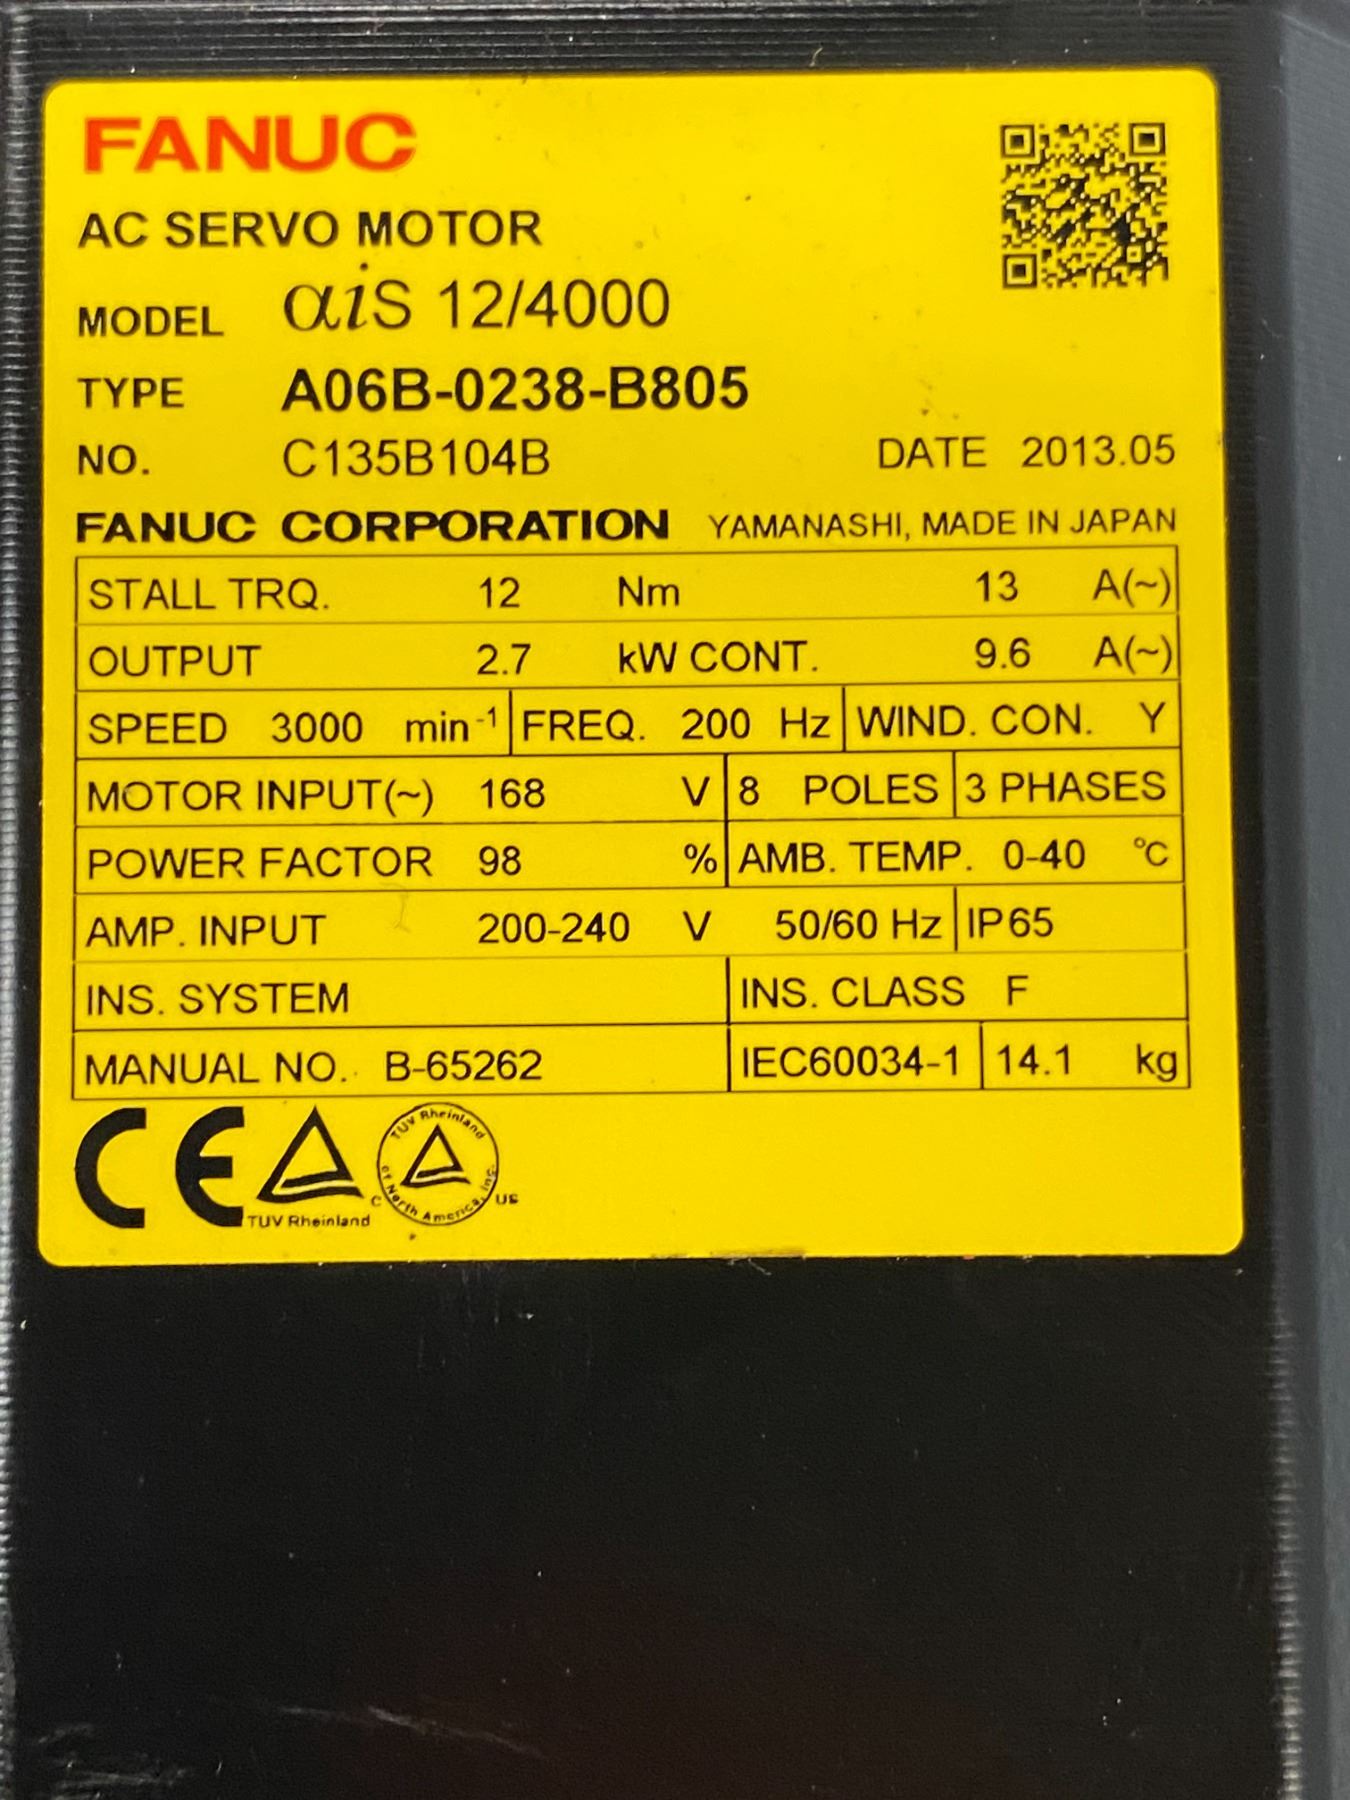 FANUC
AC SERVO MOTOR
MODEL αiS 12/4000
TYPE A06B-0238-B805
NO. C135B104B DATE 2013.05
FANUC CORPORATION YAMANASHI, MADE IN JAPAN
STALL TRQ. 12 Nm 13 A(~)
OUTPUT 2.7 kW CONT. 9.6 A(~)
SPEED 3000 min⁻¹ FREQ. 200 Hz WIND. CON. Y
MOTOR INPUT(~) 168 V 8 POLES 3 PHASES
POWER FACTOR 98 % AMB. TEMP. 0-40 °C
AMP. INPUT 200-240 V 50/60 Hz IP65
INS. SYSTEM INS. CLASS F
MANUAL NO. B-65262 IEC60034-1 14.1 kg
CE
TUV Rheinland
C TUV Rheinland of North America, Inc. US